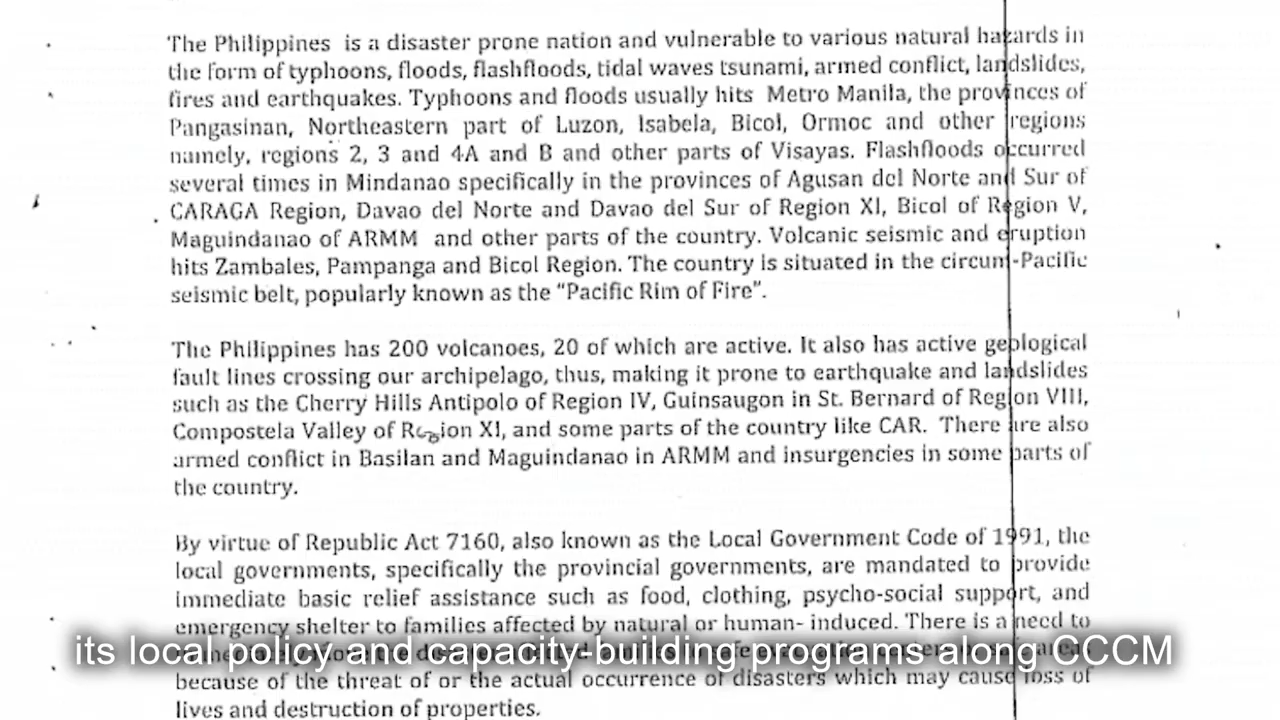 The Philippines is a disaster prone nation and vulnerable to various natural hazards in
the form of typhoons, floods, flashfloods, tidal waves tsunami, armed conflict, landslides,
fires and earthquakes. Typhoons and floods usually hits Metro Manila, the provinces of
Pangasinan, Northeastern part of Luzon, Isabela, Bicol, Ormoc and other regions
namely, regions 2, 3 and 4A and B and other parts of Visayas. Flashfloods occurred
several times in Mindanao specifically in the provinces of Agusan del Norte and Sur of
CARAGA Region, Davao del Norte and Davao del Sur of Region XI, Bicol of Region V,
Maguindanao of ARMM and other parts of the country. Volcanic seismic and eruption
hits Zambales, Pampanga and Bicol Region. The country is situated in the circum-Pacific
seismic belt, popularly known as the "Pacific Rim of Fire".
The Philippines has 200 volcanoes, 20 of which are active. It also has active geological
fault lines crossing our archipelago, thus, making it prone to earthquake and landslides
such as the Cherry Hills Antipolo of Region IV, Guinsaugon in St. Bernard of Region VIII,
Compostela Valley of Region XI, and some parts of the country like CAR. There are also
armed conflict in Basilan and Maguindanao in ARMM and insurgencies in some parts of
the country.
By virtue of Republic Act 7160, also known as the Local Government Code of 1991, the
local governments, specifically the provincial governments, are mandated to provide
immediate basic relief assistance such as food, clothing, psycho-social support, and
emergency shelter to families affected by natural or human- induced. There is a need to
its local policy and capacity-building programs along CCCM
because of the threat of or the actual occurrence of disasters which may cause loss of
lives and destruction of properties.